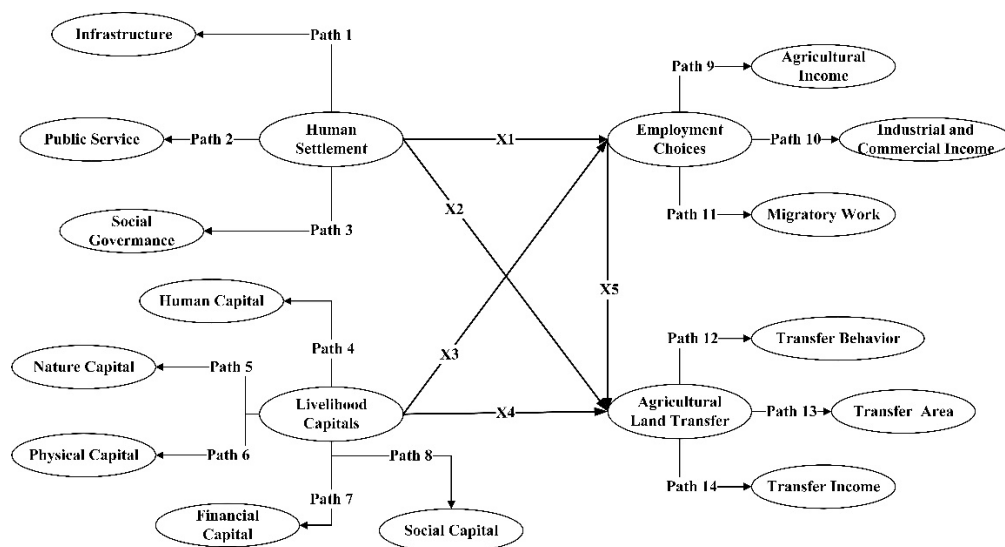 Infrastructure
Path 1
Public Service
Path 2
Human
Settlement
Social
Govermance
Path 3
X1
X2
X3
X4
X5
Employment
Choices
Path 9
Agricultural
Income
Path 10
Industrial and
Commercial Income
Path 11
Migratory Work
Human Capital
Path 4
Nature Capital
Path 5
Physical Capital
Path 6
Livelihood
Capitals
Path 7
Financial
Capital
Path 8
Social Capital
Agricultural
Land Transfer
Path 12
Transfer Behavior
Path 13
Transfer Area
Path 14
Transfer Income